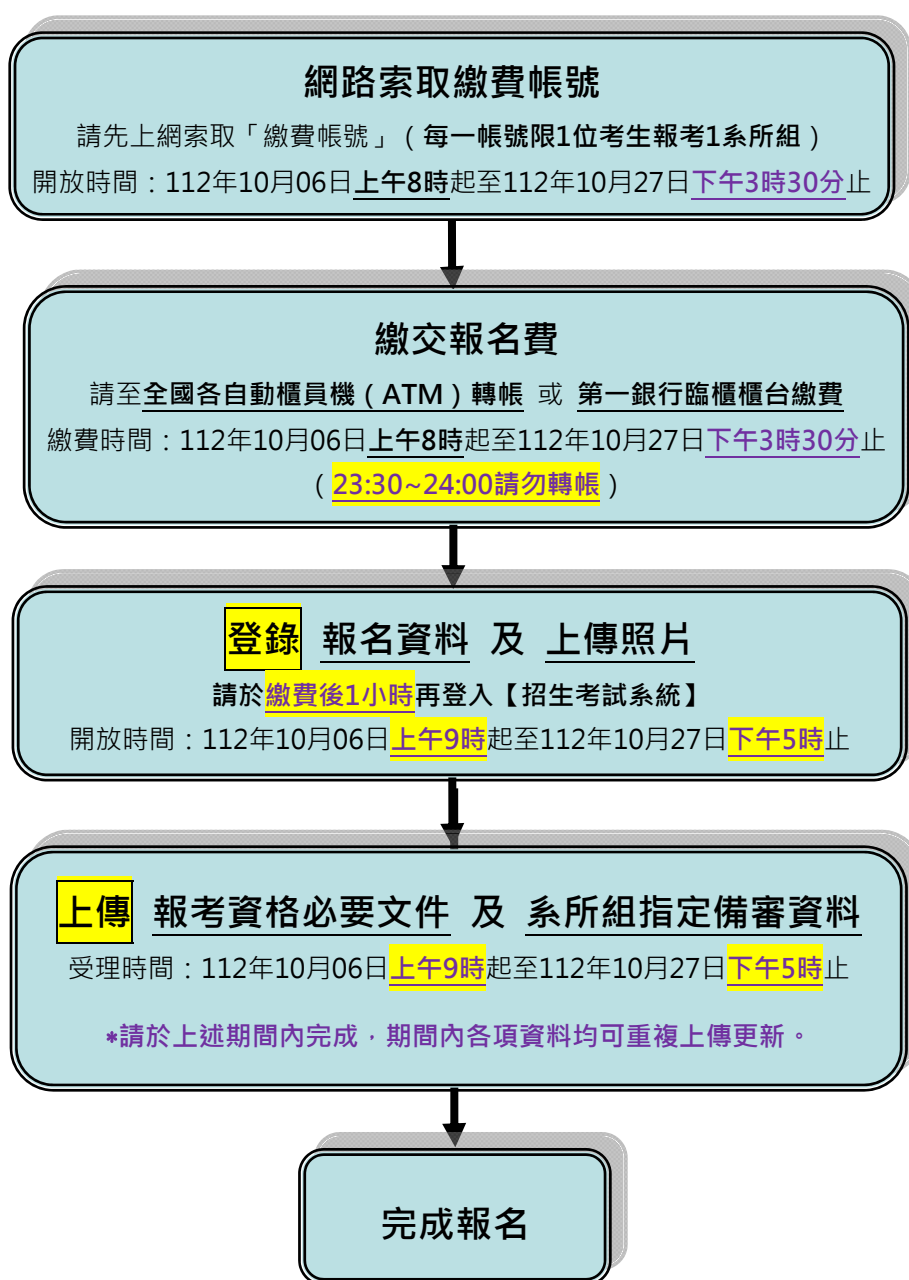 網路索取繳費帳號
請先上網索取「繳費帳號」(每一帳號限1位考生報考1系所組)
開放時間：112年10月06日上午8時起至112年10月27日下午3時30分止
繳交報名費
請至全國各自動櫃員機(ATM)轉帳 或 第一銀行臨櫃櫃台繳費
繳費時間：112年10月06日上午8時起至112年10月27日下午3時30分止
(23:30~24:00請勿轉帳)
登錄 報名資料 及 上傳照片
請於繳費後1小時再登入【招生考試系統】
開放時間：112年10月06日上午9時起至112年10月27日下午5時止
上傳 報考資格必要文件 及 系所組指定備審資料
受理時間：112年10月06日上午9時起至112年10月27日下午5時止
*請於上述期間內完成，期間內各項資料均可重複上傳更新。
完成報名